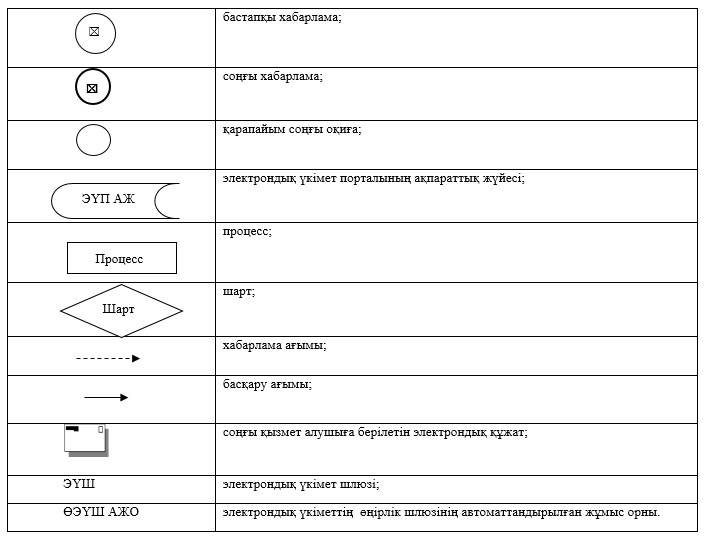 бастапқы хабарлама;
соңғы хабарлама;
қарапайым соңғы оқиға;
ЭҮП АЖ
электрондық үкімет порталының ақпараттық жүйесі;
Процесс
процесс;
Шарт
шарт;
хабарлама ағымы;
басқару ағымы;
соңғы қызмет алушыға берілетін электрондық құжат;
ЭҮШ
электрондық үкімет шлюзі;
ӨЭҮШ АЖО
электрондық үкіметтің өңірлік шлюзінің автоматтандырылған жұмыс орны.